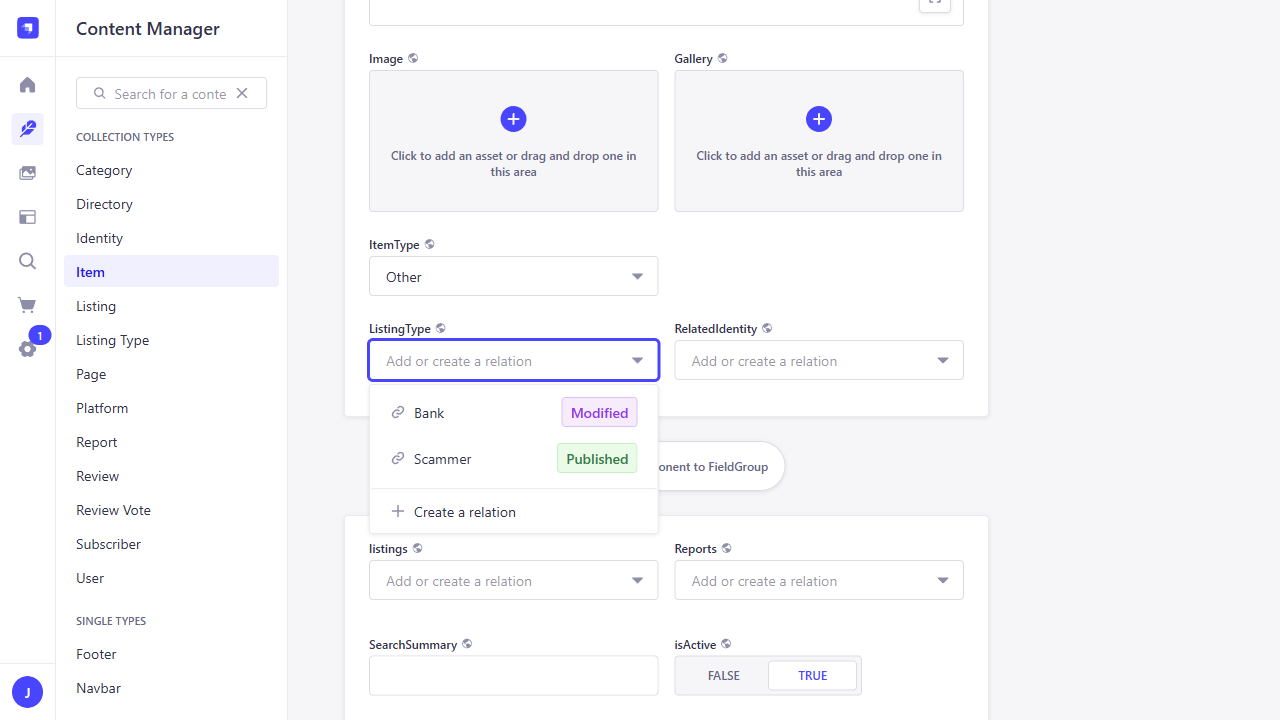 Content Manager
Search for a conte
COLLECTION TYPES
Category
Directory
Identity
Item
Listing
Listing Type
Page
Platform
Report
Review
Review Vote
Subscriber
User
SINGLE TYPES
Footer
Navbar
1
J
Image
Gallery
Click to add an asset or drag and drop one in
this area
Click to add an asset or drag and drop one in
this area
ItemType
Other
ListingType
RelatedIdentity
Add or create a relation
Add or create a relation
Bank
Modified
Scammer
Published
Create a relation
onent to FieldGroup
listings
Reports
Add or create a relation
Add or create a relation
SearchSummary
isActive
FALSE
TRUE